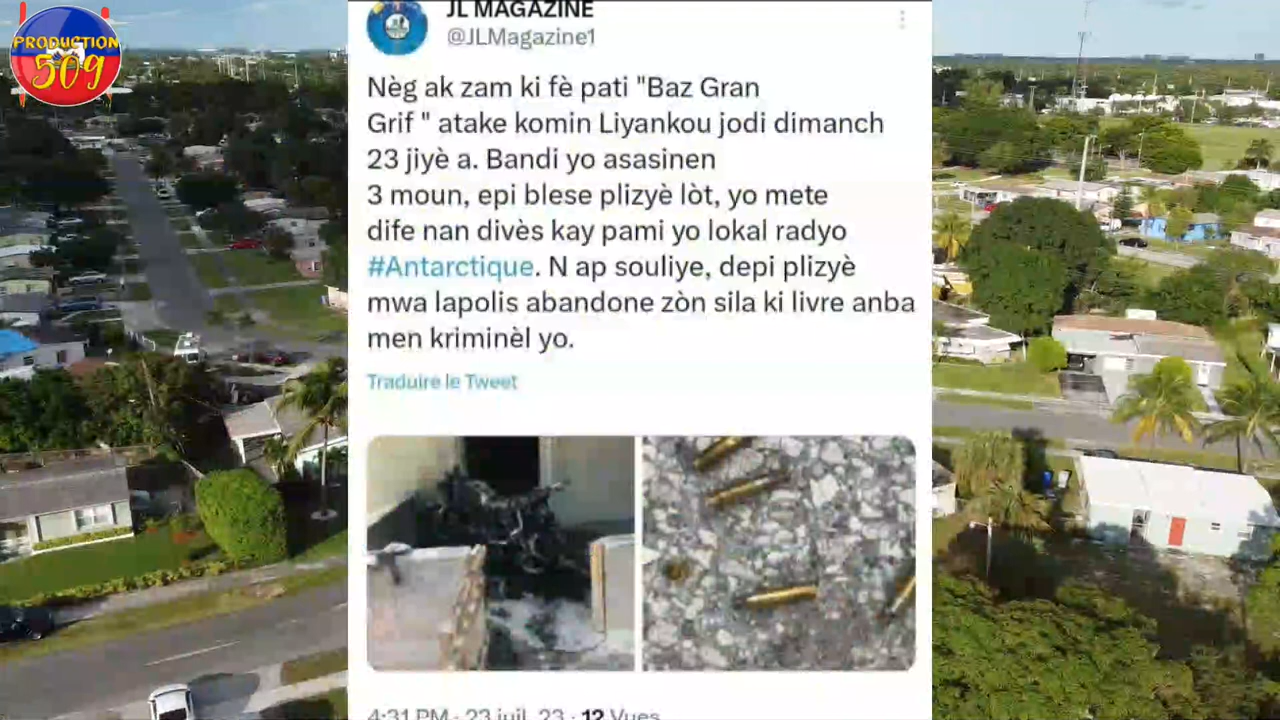 PRODUCTION
509
JL MAGAZINE
@JLMagazine1
Nèg ak zam ki fè pati "Baz Gran
Grif " atake komin Liyankou jodi dimanch
23 jiyè a. Bandi yo asasinen
3 moun, epi blese plizyè lòt, yo mete
dife nan divès kay pami yo lokal radyo
#Antarctique. N ap souliye, depi plizyè
mwa lapolis abandone zòn sila ki livre anba
men kriminèl yo.
Traduire le Tweet
4:31 PM · 23 juil. 23 · 12 Vues